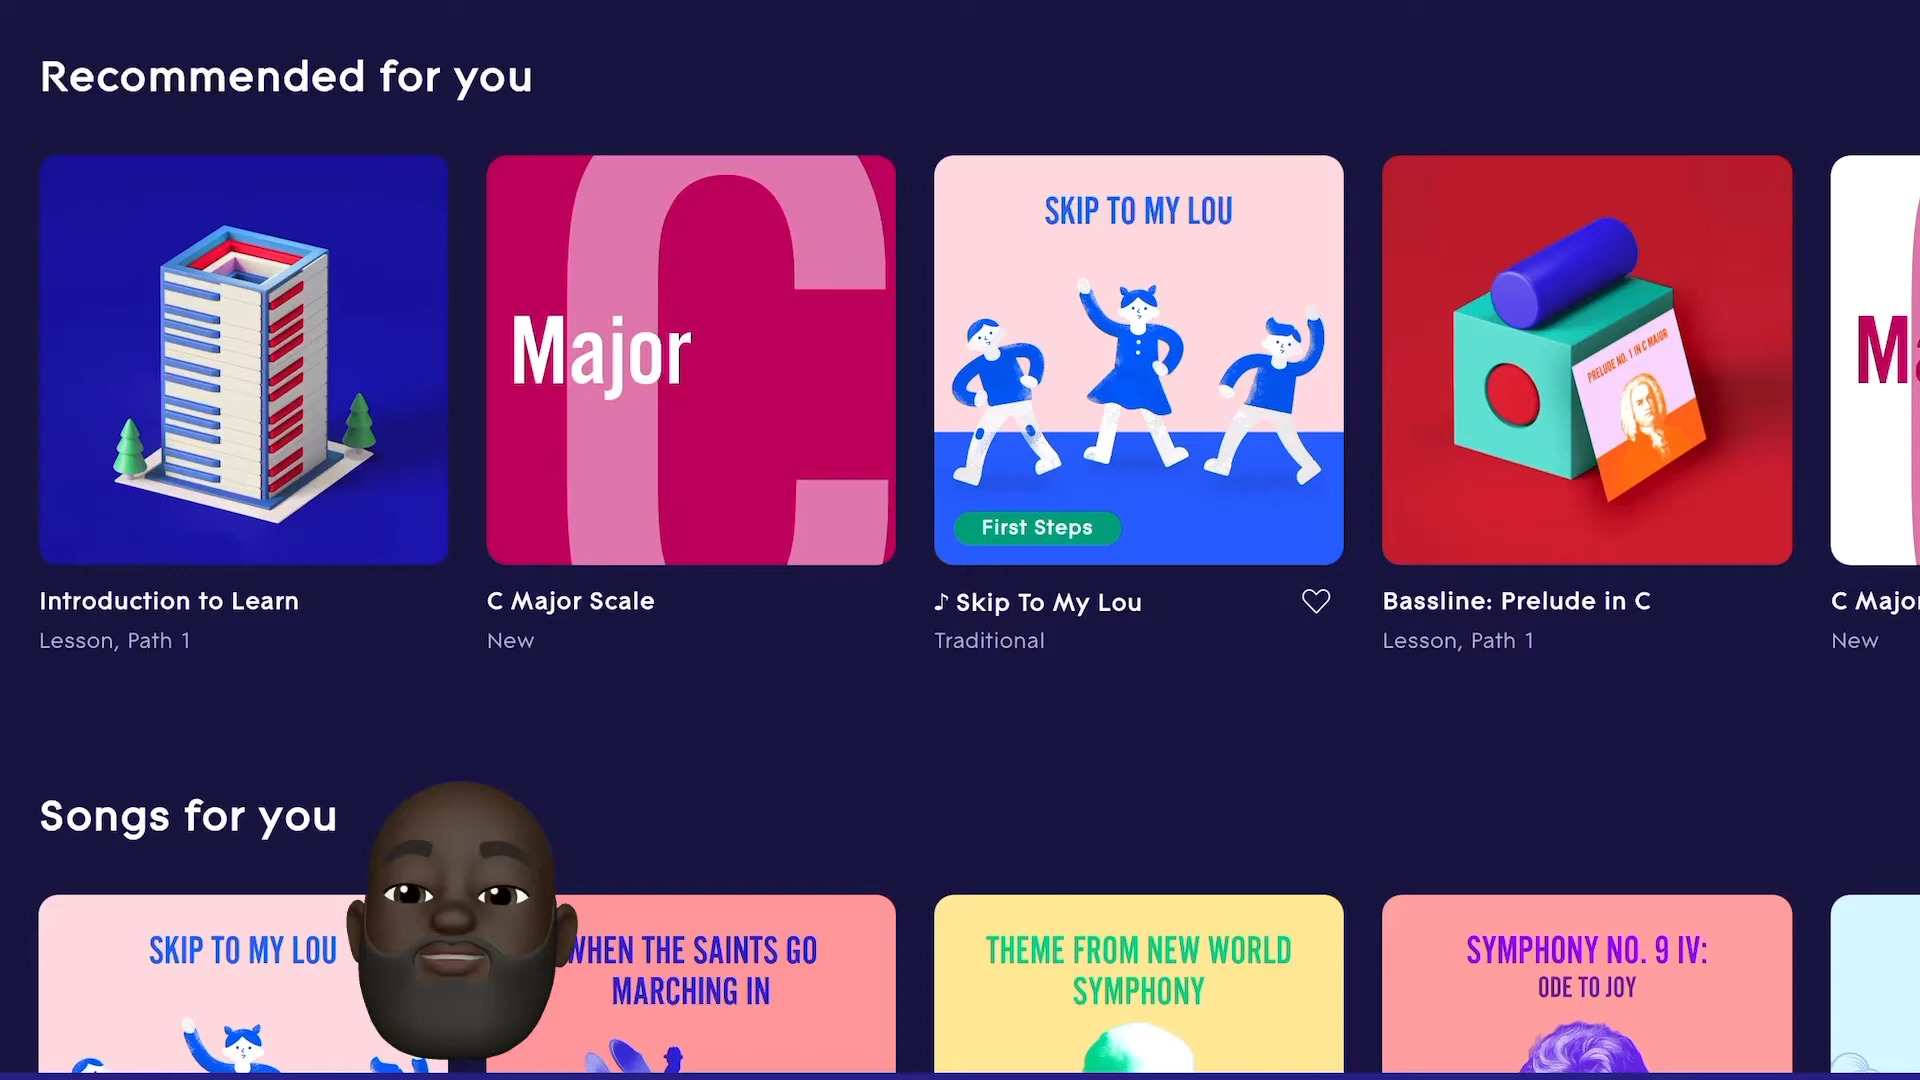 Recommended for you
Major
SKIP TO MY LOU
First Steps
PRELUDE NO. 1 IN C MAJOR
Introduction to Learn
Lesson, Path 1
C Major Scale
New
♪ Skip To My Lou
Traditional
Bassline: Prelude in C
Lesson, Path 1
New
Songs for you
SKIP TO MY LOU
WHEN THE SAINTS GO
MARCHING IN
THEME FROM NEW WORLD
SYMPHONY
SYMPHONY NO. 9 IV:
ODE TO JOY